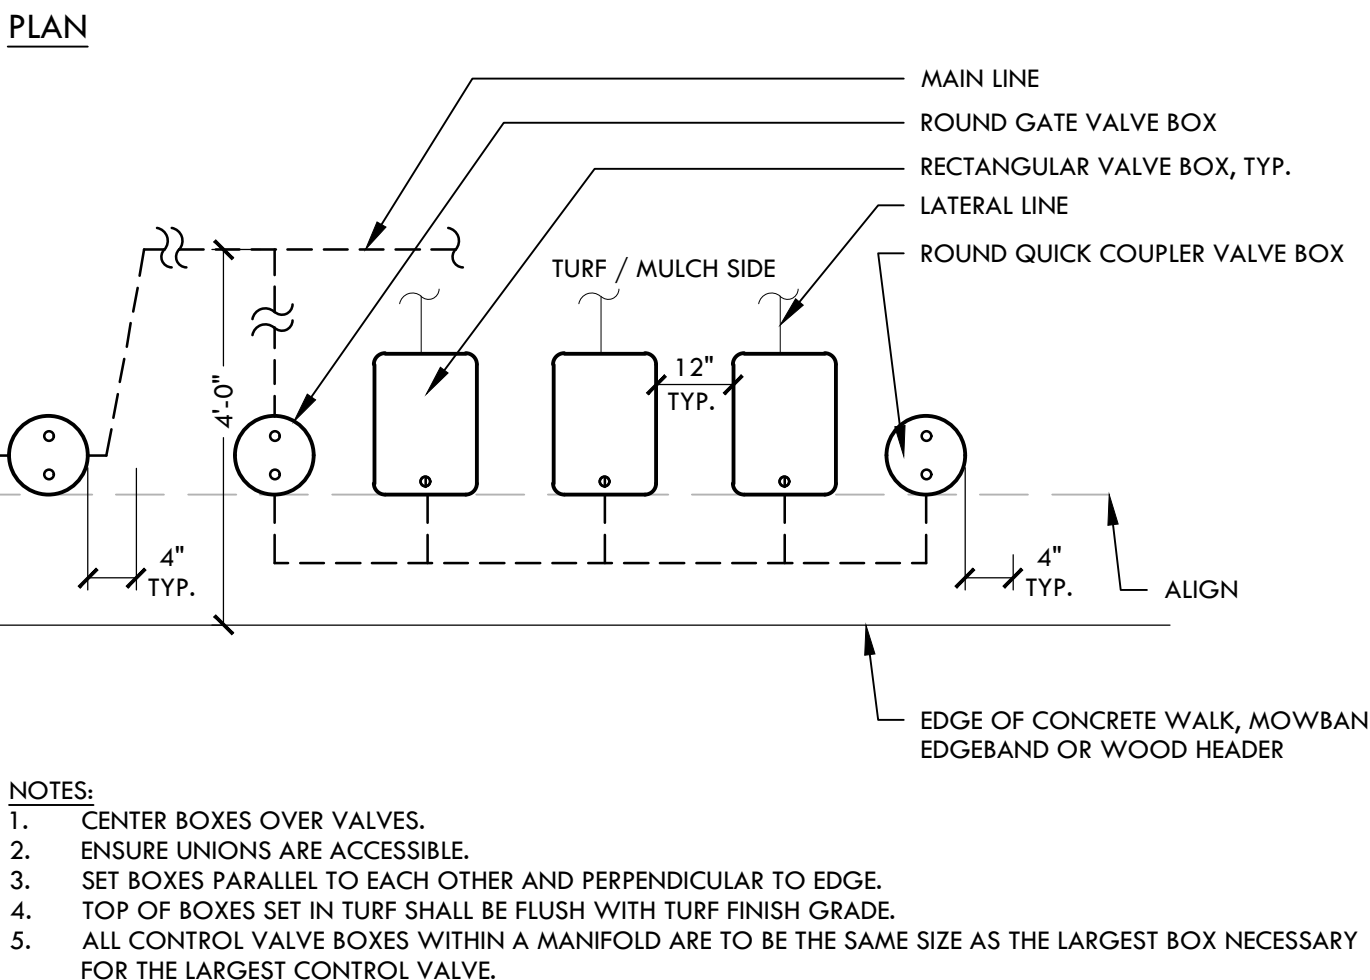 PLAN
MAIN LINE
ROUND GATE VALVE BOX
RECTANGULAR VALVE BOX, TYP.
LATERAL LINE
ROUND QUICK COUPLER VALVE BOX
TURF / MULCH SIDE
12"
TYP.
4'-0"
4"
TYP.
4"
TYP.
ALIGN
EDGE OF CONCRETE WALK, MOWBAN
EDGEBAND OR WOOD HEADER
NOTES:
1. CENTER BOXES OVER VALVES.
2. ENSURE UNIONS ARE ACCESSIBLE.
3. SET BOXES PARALLEL TO EACH OTHER AND PERPENDICULAR TO EDGE.
4. TOP OF BOXES SET IN TURF SHALL BE FLUSH WITH TURF FINISH GRADE.
5. ALL CONTROL VALVE BOXES WITHIN A MANIFOLD ARE TO BE THE SAME SIZE AS THE LARGEST BOX NECESSARY
FOR THE LARGEST CONTROL VALVE.